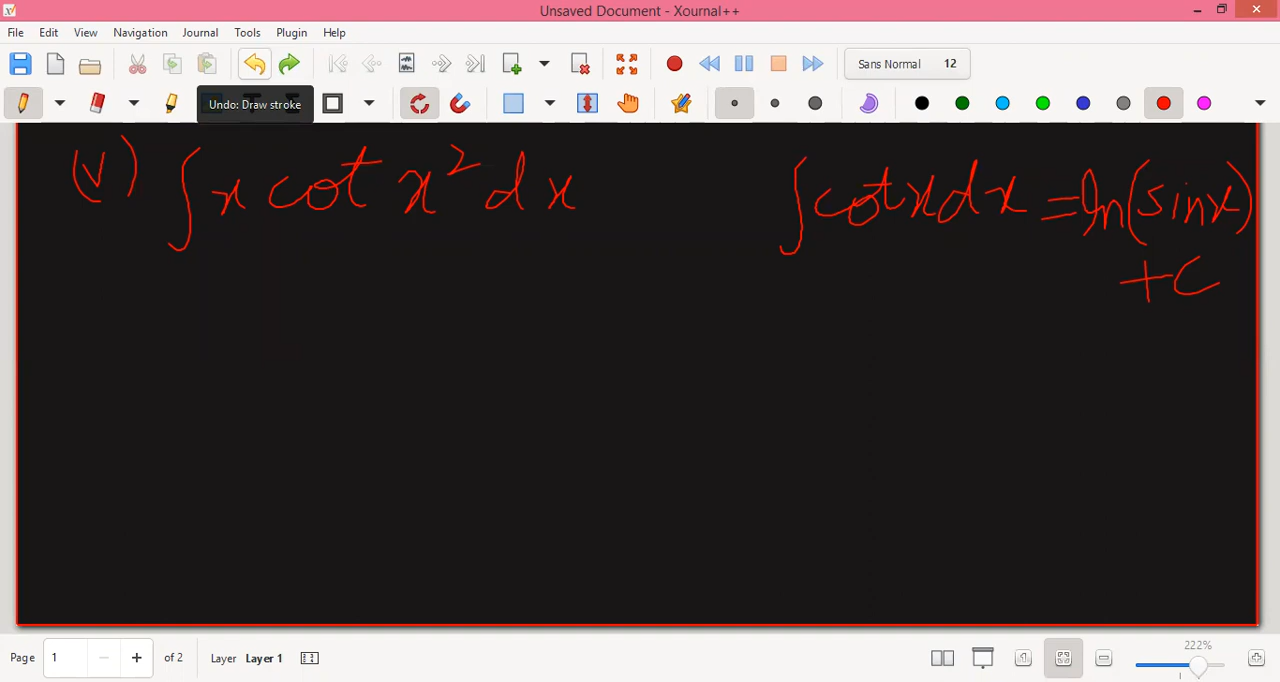 Unsaved Document - Xournal++
File Edit View Navigation Journal Tools Plugin Help
Sans Normal 12
Undo: Draw stroke
(V) ∫ x cot x² dx
∫ cot x dx = ln(sin x)
+ C
Page 1 of 2 Layer Layer 1 222%